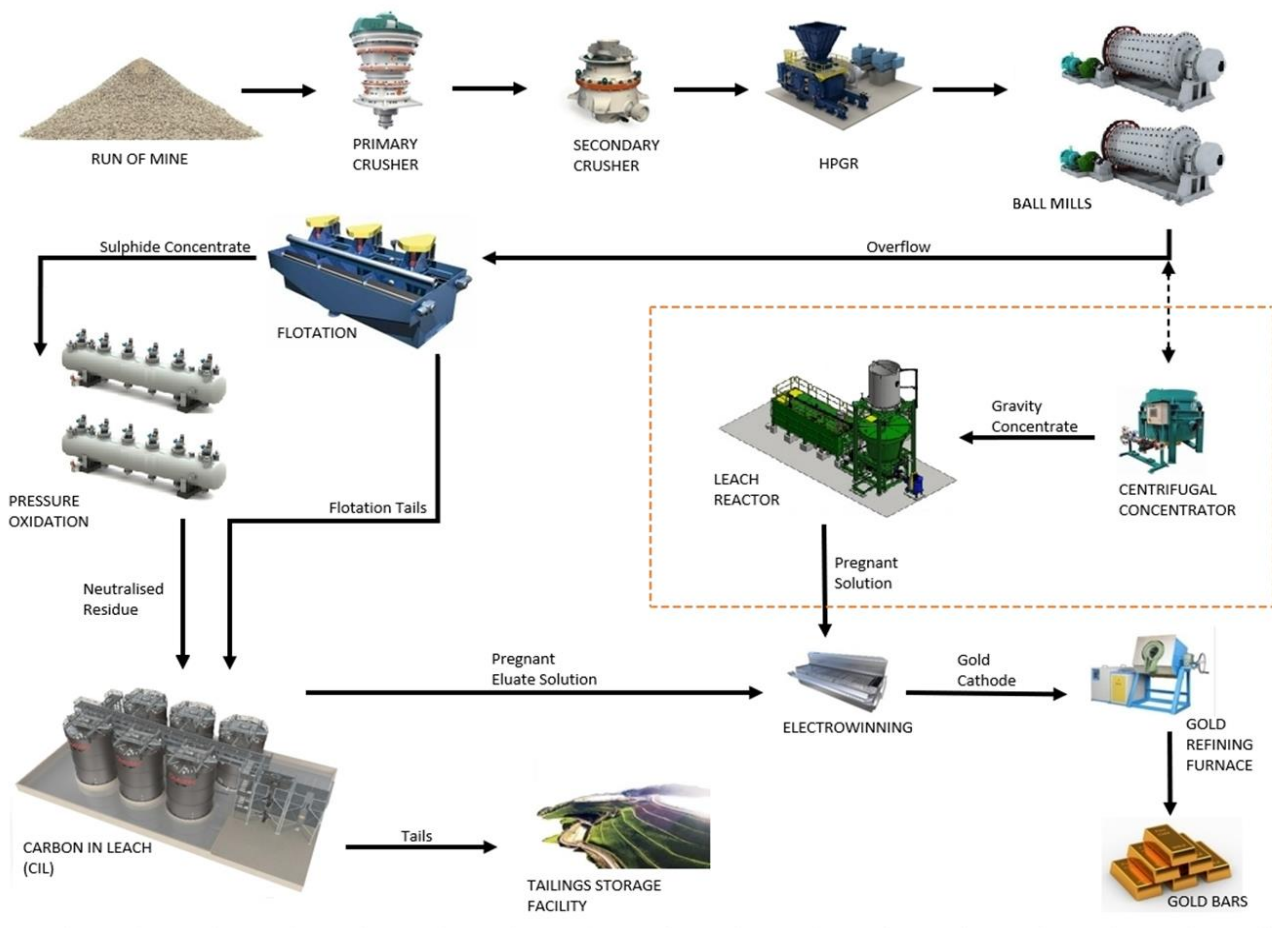 RUN OF MINE
PRIMARY
CRUSHER
SECONDARY
CRUSHER
HPGR
BALL MILLS
Sulphide Concentrate
Overflow
FLOTATION
Gravity
Concentrate
LEACH
REACTOR
CENTRIFUGAL
CONCENTRATOR
PRESSURE
OXIDATION
Flotation Tails
Neutralised
Residue
Pregnant
Solution
Pregnant
Eluate Solution
Gold
Cathode
ELECTROWINNING
GOLD
REFINING
FURNACE
CARBON IN LEACH
(CIL)
Tails
TAILINGS STORAGE
FACILITY
GOLD BARS